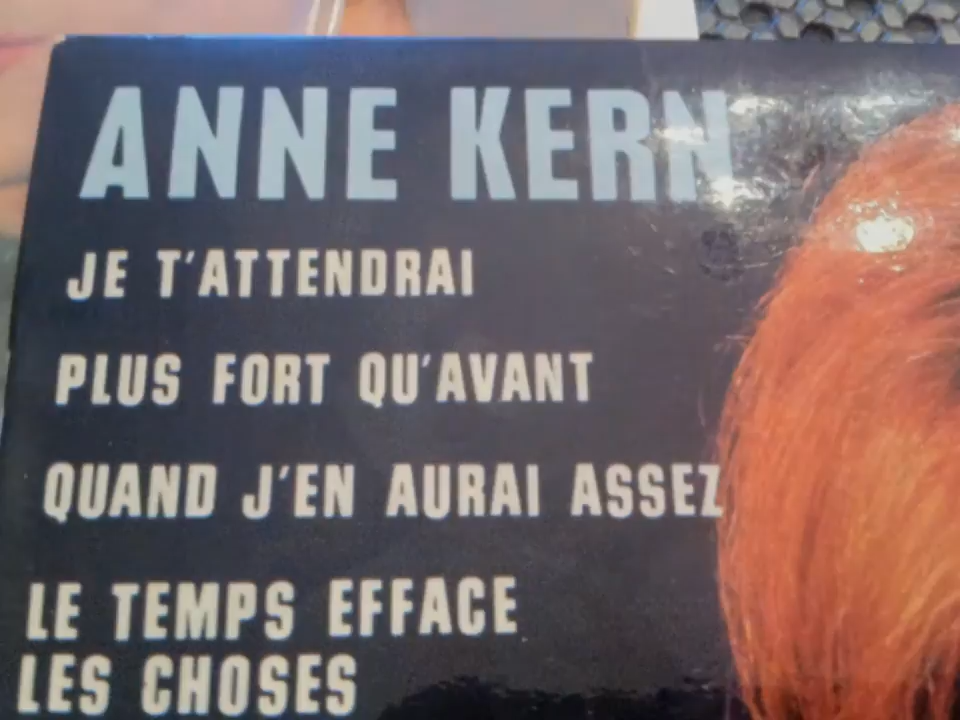 ANNE KERN
JE T'ATTENDRAI
PLUS FORT QU'AVANT
QUAND J'EN AURAI ASSEZ
LE TEMPS EFFACE
LES CHOSES